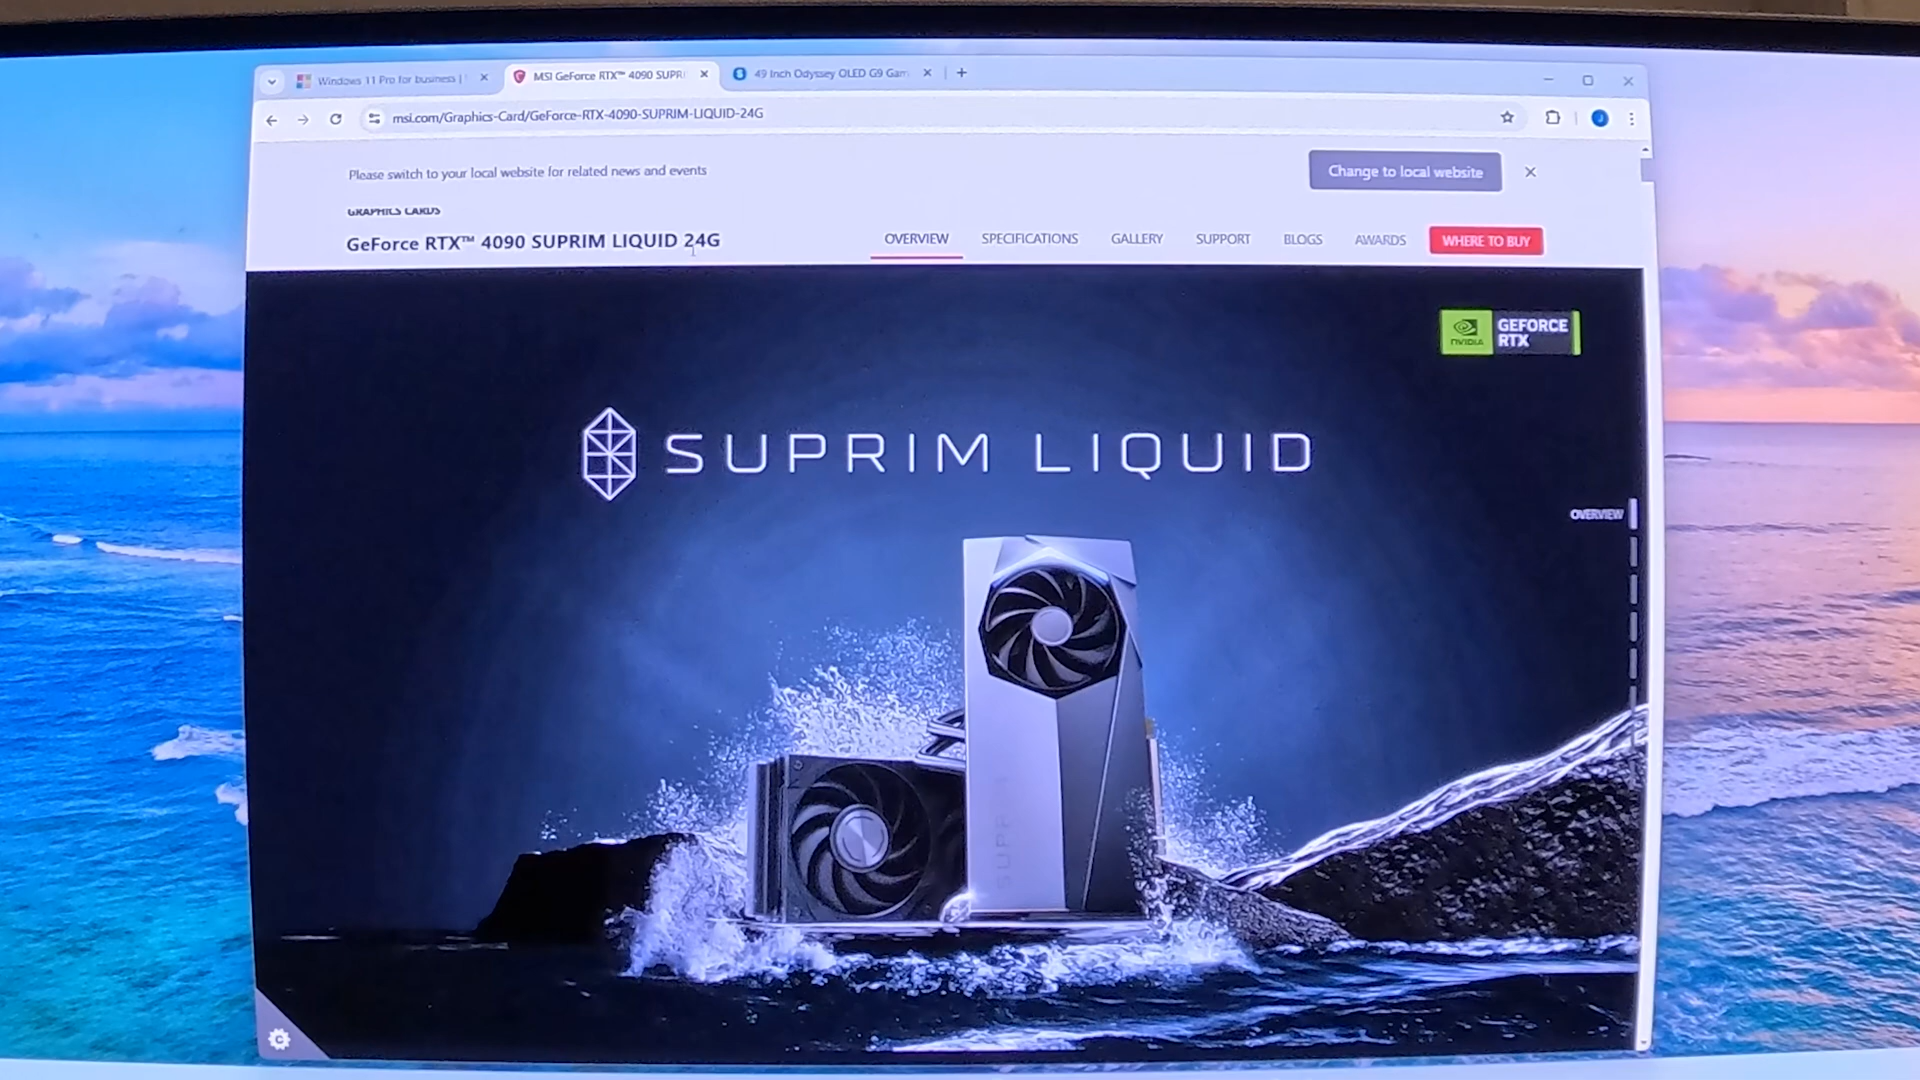 Windows 11 Pro for business |
MSI GeForce RTX™ 4090 SUPRI
49 Inch Odyssey OLED G9 Gam
msi.com/Graphics-Card/GeForce-RTX-4090-SUPRIM-LIQUID-24G
Please switch to your local website for related news and events
Change to local website
GRAPHICS CARDS
GeForce RTX™ 4090 SUPRIM LIQUID 24G
OVERVIEW
SPECIFICATIONS
GALLERY
SUPPORT
BLOGS
AWARDS
WHERE TO BUY
NVIDIA
GEFORCE
RTX
SUPRIM LIQUID
OVERVIEW
SUPRIM